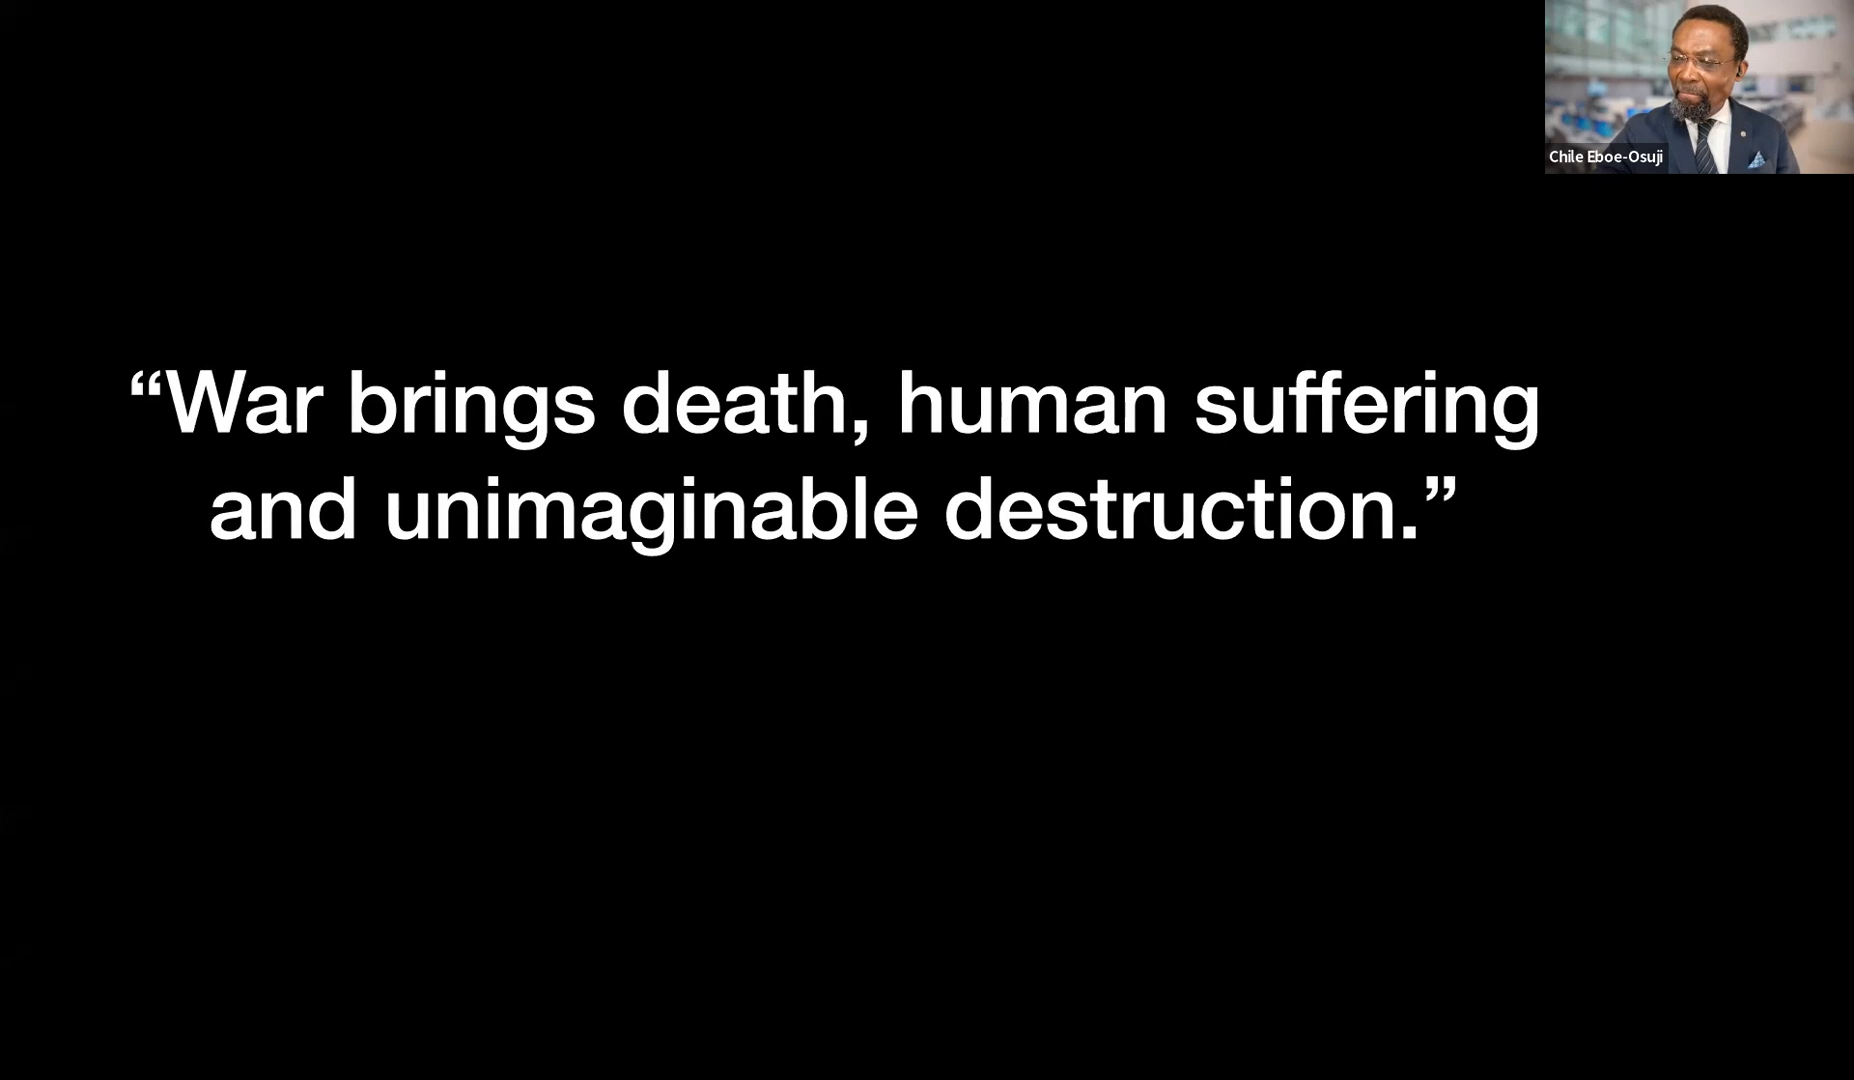 Chile Eboe-Osuji
“War brings death, human suffering
and unimaginable destruction.”